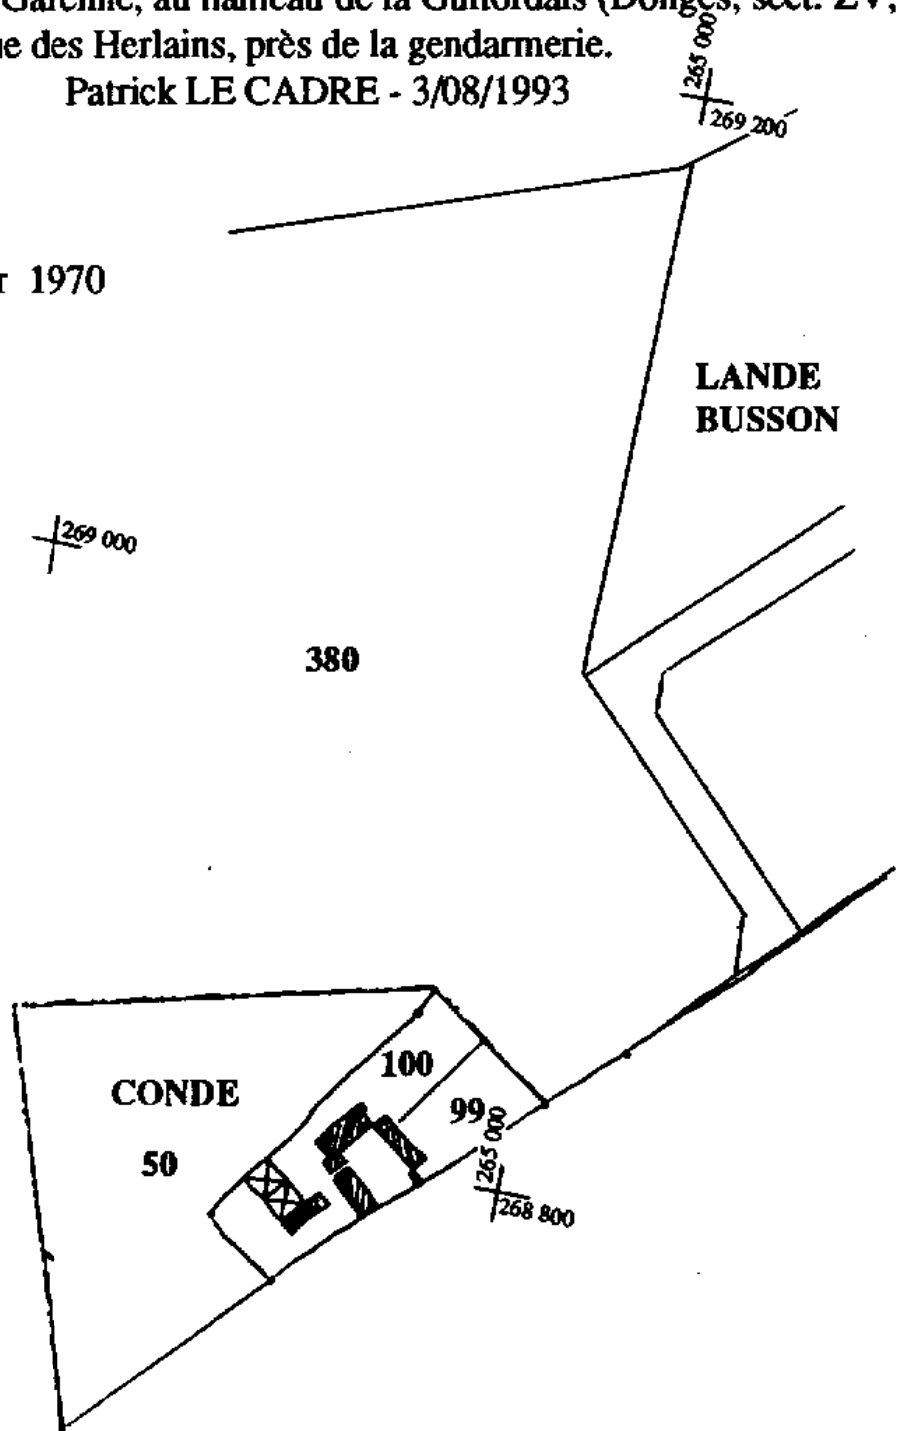 Garenne, au hameau de la Guifordais (Donges, sect. ZV,
des Herlains, près de la gendarmerie.
Patrick LE CADRE - 3/08/1993
265 000
269 200
1970
LANDE
BUSSON
269 000
380
100
CONDE
99
50
265 000
268 800